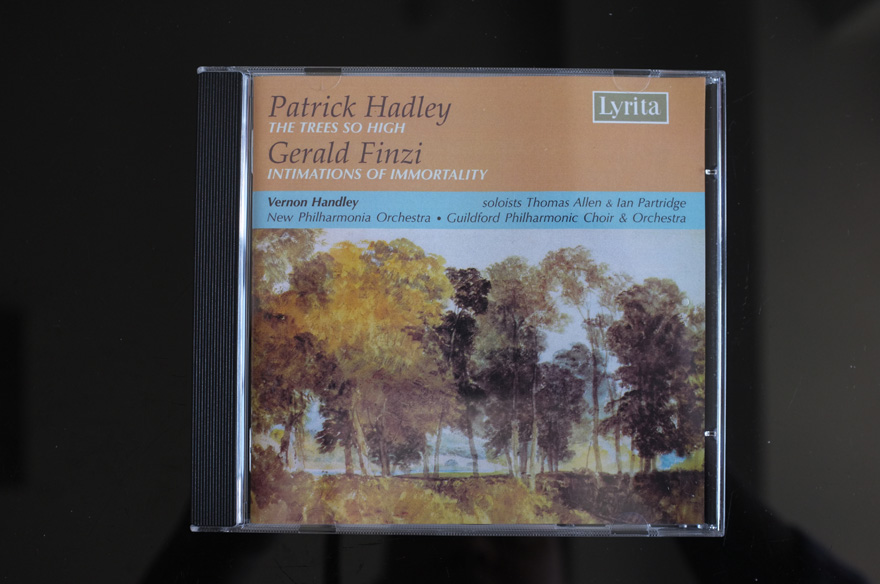 Patrick Hadley
THE TREES SO HIGH
Gerald Finzi
INTIMATIONS OF IMMORTALITY
Lyrita
Vernon Handley
soloists Thomas Allen & Ian Partridge
New Philharmonia Orchestra • Guildford Philharmonic Choir & Orchestra